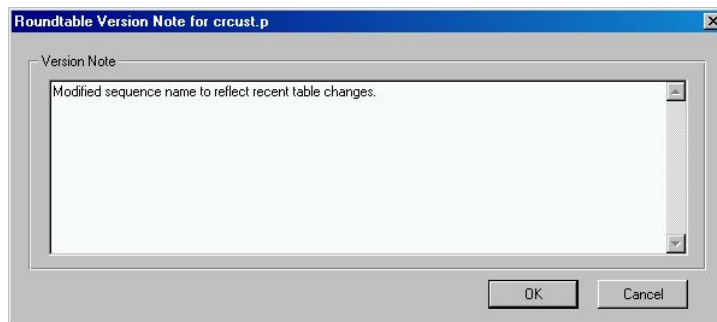 Roundtable Version Note for crcust.p
Version Note
Modified sequence name to reflect recent table changes.
OK
Cancel